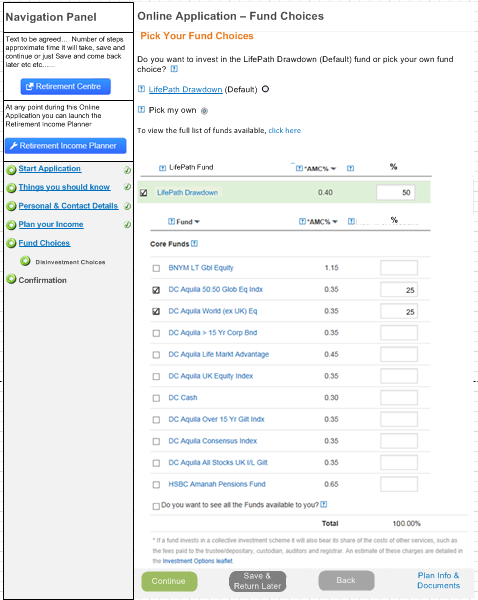 Navigation Panel
Text to be agreed.... Number of steps
approximate time it will take, save and
continue or just Save and come back
later etc etc......
Retirement Centre
At any point during this Online
Application you can launch the
Retirement Income Planner
Retirement Income Planner
Start Application
Things you should know
Personal & Contact Details
Plan your Income
Fund Choices
Disinvestment Choices
Confirmation
Online Application – Fund Choices
Pick Your Fund Choices
Do you want to invest in the LifePath Drawdown (Default) fund or pick your own fund
choice? ?
? LifePath Drawdown (Default)
? Pick my own
To view the full list of funds available, click here
? LifePath Fund ? *AMC% ? %
LifePath Drawdown 0.40 50
? Fund ? *AMC% ? %
Core Funds ?
BNYM LT Gbl Equity 1.15
DC Aquila 50:50 Glob Eq Indx 0.35 25
DC Aquila World (ex UK) Eq 0.35 25
DC Aquila > 15 Yr Corp Bnd 0.35
DC Aquila Life Markt Advantage 0.45
DC Aquila UK Equity Index 0.35
DC Cash 0.30
DC Aquila Over 15 Yr Gilt Indx 0.35
DC Aquila Consensus Index 0.35
DC Aquila All Stocks UK I/L Gilt 0.35
HSBC Amanah Pensions Fund 0.65
Do you want to see all the Funds available to you? ?
Total 100.00%
* If a fund invests in a collective investment scheme it will also bear its share of the costs of other services, such as
the fees paid to the trustee/depositary, custodian, auditors and registrar. An estimate of these charges are detailed in
the Investment Options leaflet.
Continue
Save &
Return Later
Back
Plan Info &
Documents